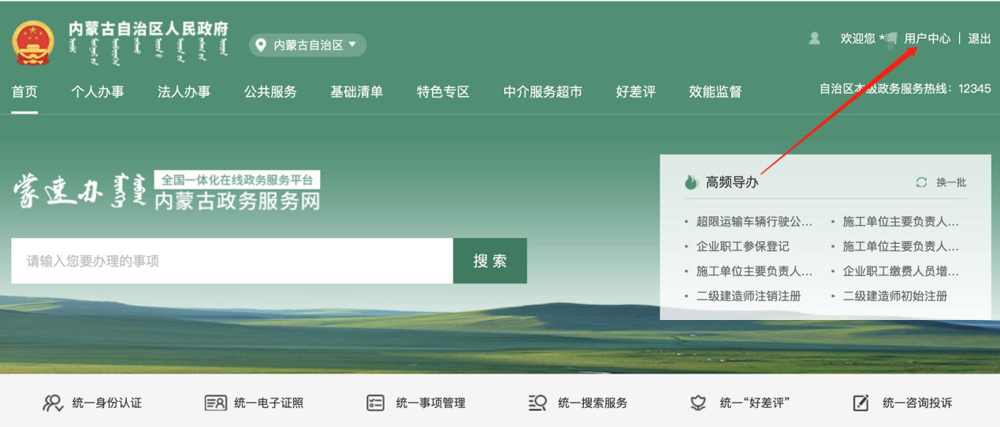 内蒙古自治区人民政府
内蒙古自治区
欢迎您 * 用户中心 | 退出
首页 个人办事 法人办事 公共服务 基础清单 特色专区 中介服务超市 好差评 效能监督
自治区本级政务服务热线：12345
蒙速办
全国一体化在线政务服务平台
内蒙古政务服务网
高频导办 换一批
· 超限运输车辆行驶公... · 施工单位主要负责人...
· 企业职工参保登记 · 施工单位主要负责人...
· 施工单位主要负责人... · 企业职工缴费人员增...
· 二级建造师注销注册 · 二级建造师初始注册
请输入您要办理的事项 搜 索
统一身份认证 统一电子证照 统一事项管理 统一搜索服务 统一“好差评” 统一咨询投诉